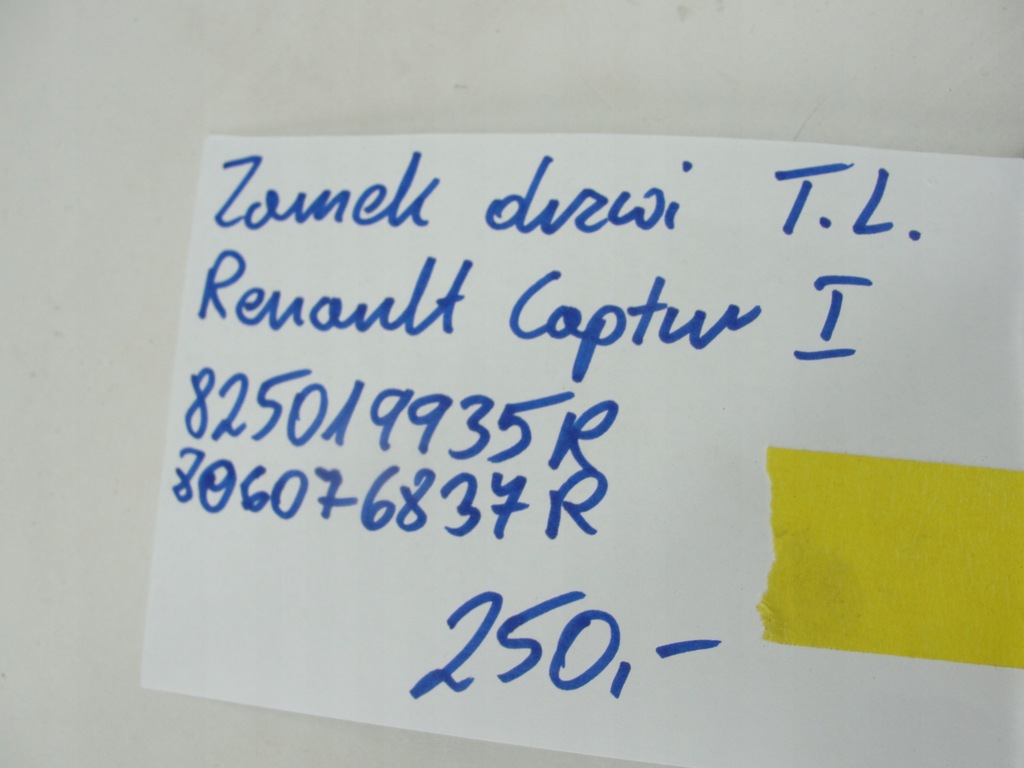 Zamek drzwi T.L.
Renault Captur I
825019935R
806076837R
250,-